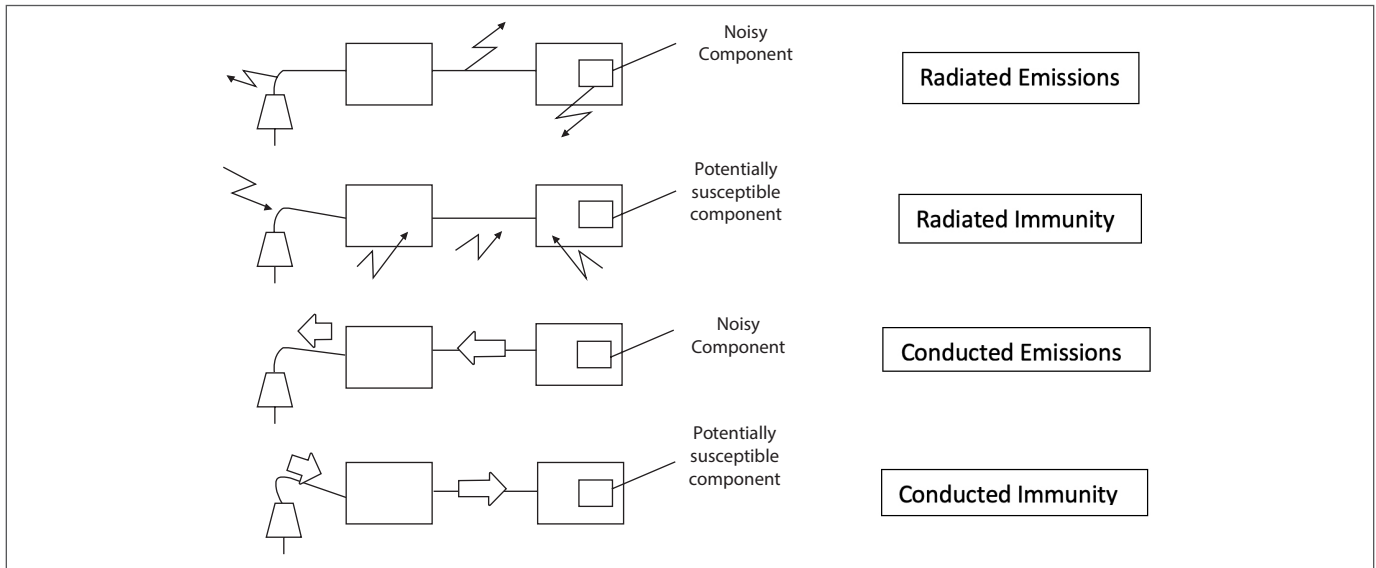 Noisy
Component
Radiated Emissions
Potentially
susceptible
component
Radiated Immunity
Noisy
Component
Conducted Emissions
Potentially
susceptible
component
Conducted Immunity